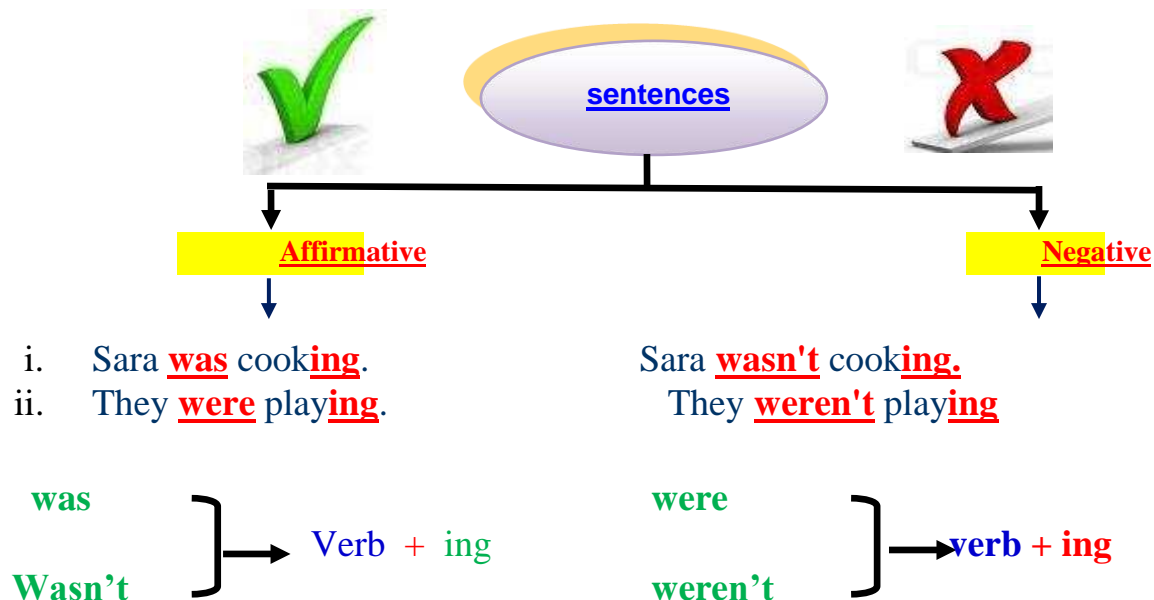 sentences
Affirmative
Negative
i. Sara was cooking. Sara wasn't cooking.
ii. They were playing. They weren't playing
was were
Verb + ing verb + ing
Wasn’t weren’t